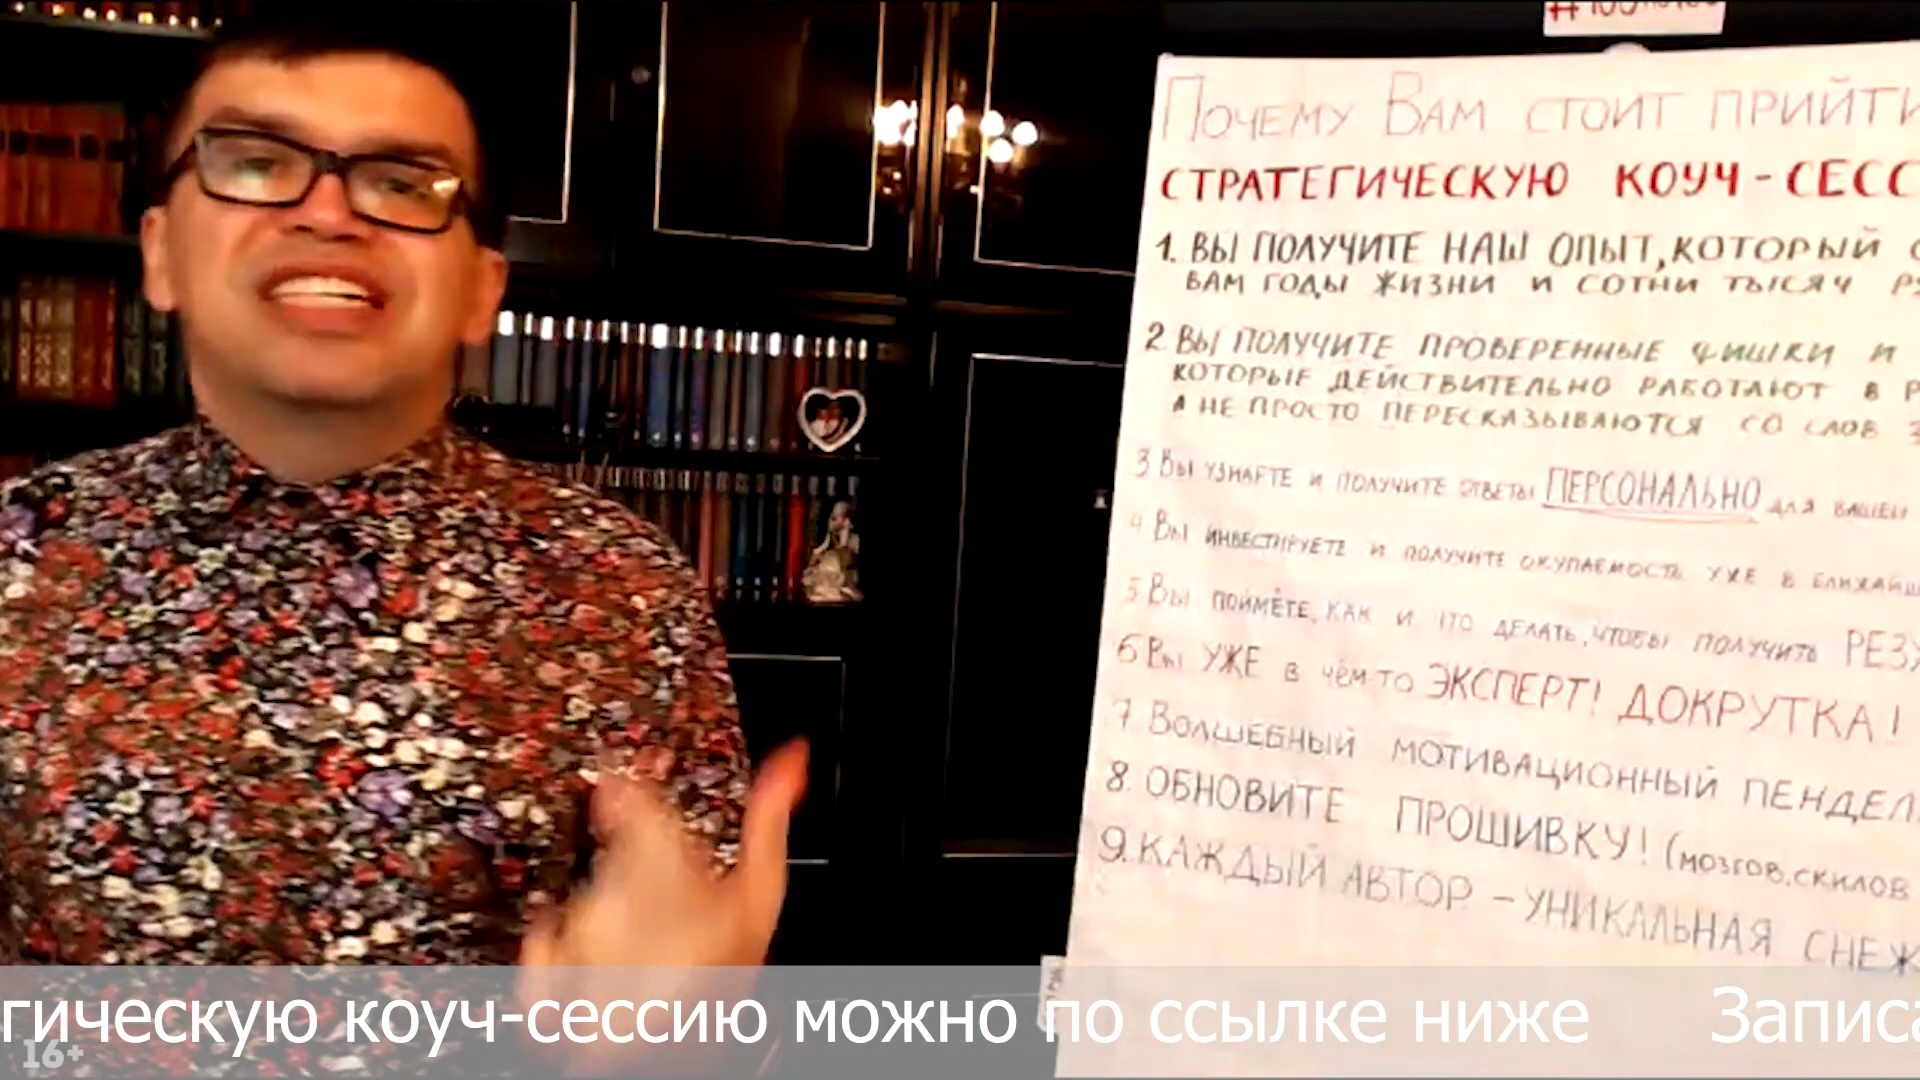 Почему Вам стоит прийти
СТРАТЕГИЧЕСКУЮ КОУЧ-СЕСС
1. ВЫ ПОЛУЧИТЕ НАШ ОПЫТ, КОТОРЫЙ
ВАМ ГОДЫ ЖИЗНИ И СОТНИ ТЫСЯЧ РУ
2 ВЫ ПОЛУЧИТЕ ПРОВЕРЕННЫЕ ФИШКИ И
КОТОРЫЕ ДЕЙСТВИТЕЛЬНО РАБОТАЮТ В Р
А НЕ ПРОСТО ПЕРЕСКАЗЫВАЮТСЯ СО СЛОВ
3 Вы узнаете и получите ответы ПЕРСОНАЛЬНО для вашей
4 Вы инвестируете и получите окупаемость уже в ближайш
5 Вы поймёте, как и что делать, чтобы получить РЕЗУ
6 Вы УЖЕ в чём то ЭКСПЕРТ! ДОКРУТКА!
7 Волшебный мотивационный ПЕНДЕЛ
8. ОБНОВИТЕ ПРОШИВКУ! (мозгов, скилов
9. КАЖДЫЙ АВТОР - УНИКАЛЬНАЯ СНЕЖ
гическую коуч-сессию можно по ссылке ниже Записа
16+